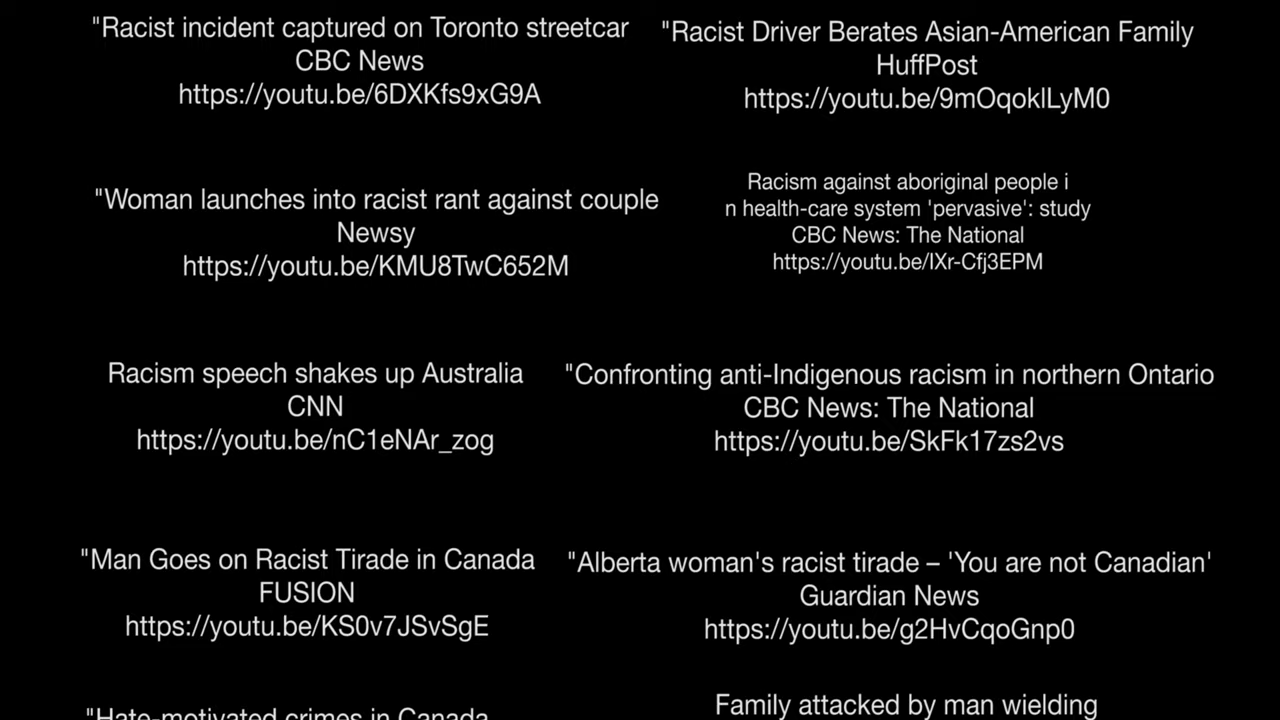 "Racist incident captured on Toronto streetcar
CBC News
https://youtu.be/6DXKfs9xG9A
"Racist Driver Berates Asian-American Family
HuffPost
https://youtu.be/9mOqoklLyM0
"Woman launches into racist rant against couple
Newsy
https://youtu.be/KMU8TwC652M
Racism against aboriginal people i
n health-care system 'pervasive': study
CBC News: The National
https://youtu.be/IXr-Cfj3EPM
Racism speech shakes up Australia
CNN
https://youtu.be/nC1eNAr_zog
"Confronting anti-Indigenous racism in northern Ontario
CBC News: The National
https://youtu.be/SkFk17zs2vs
"Man Goes on Racist Tirade in Canada
FUSION
https://youtu.be/KS0v7JSvSgE
"Alberta woman's racist tirade – 'You are not Canadian'
Guardian News
https://youtu.be/g2HvCqoGnp0
"Hate-motivated crimes in Canada
Family attacked by man wielding